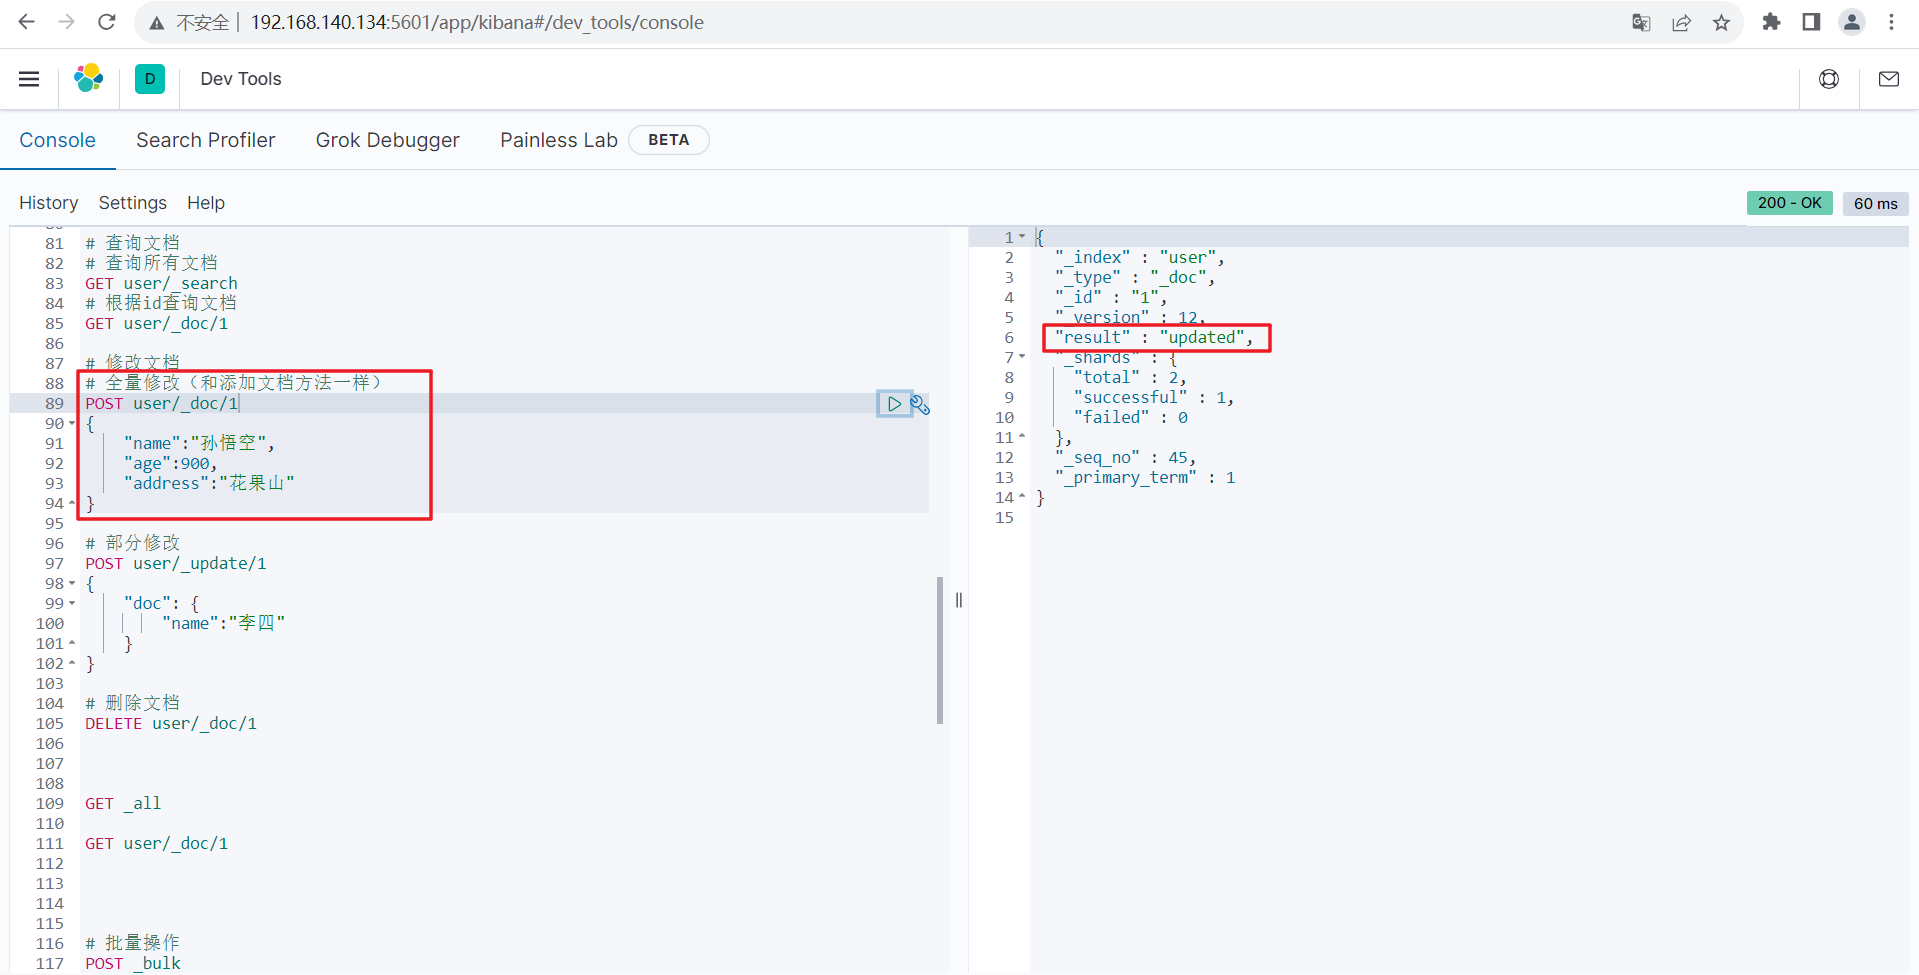 不安全 192.168.140.134:5601/app/kibana#/dev_tools/console
D Dev Tools
Console Search Profiler Grok Debugger Painless Lab BETA
History Settings Help
200 - OK 60 ms
81 # 查询文档
82 # 查询所有文档
83 GET user/_search
84 # 根据id查询文档
85 GET user/_doc/1
86
87 # 修改文档
88 # 全量修改（和添加文档方法一样）
89 POST user/_doc/1
90 {
91 "name":"孙悟空",
92 "age":900,
93 "address":"花果山"
94 }
95
96 # 部分修改
97 POST user/_update/1
98 {
99 "doc": {
100 "name":"李四"
101 }
102 }
103
104 # 删除文档
105 DELETE user/_doc/1
106
107
108
109 GET _all
110
111 GET user/_doc/1
112
113
114
115
116 # 批量操作
117 POST _bulk
1 {
2 "_index" : "user",
3 "_type" : "_doc",
4 "_id" : "1",
5 "_version" : 12,
6 "result" : "updated",
7 "_shards" : {
8 "total" : 2,
9 "successful" : 1,
10 "failed" : 0
11 },
12 "_seq_no" : 45,
13 "_primary_term" : 1
14 }
15